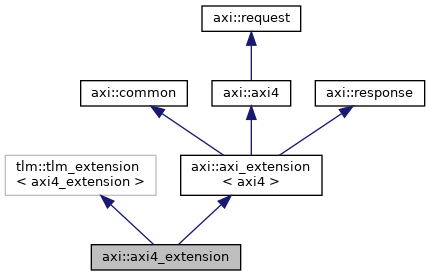 axi::request
axi::common
axi::axi4
axi::response
tlm::tlm_extension
< axi4_extension >
axi::axi_extension
< axi4 >
axi::axi4_extension